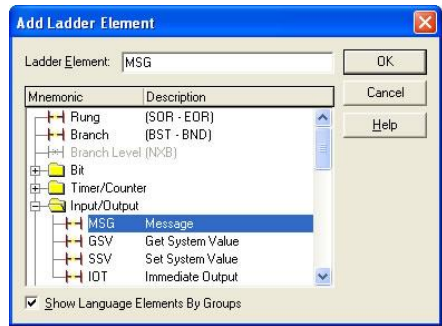 Add Ladder Element
Ladder Element: MSG
OK
Cancel
Help
Mnemonic Description
Rung (SOR - EOR)
Branch (BST - BND)
Branch Level (NXB)
Bit
Timer/Counter
Input/Output
MSG Message
GSV Get System Value
SSV Set System Value
IOT Immediate Output
Show Language Elements By Groups